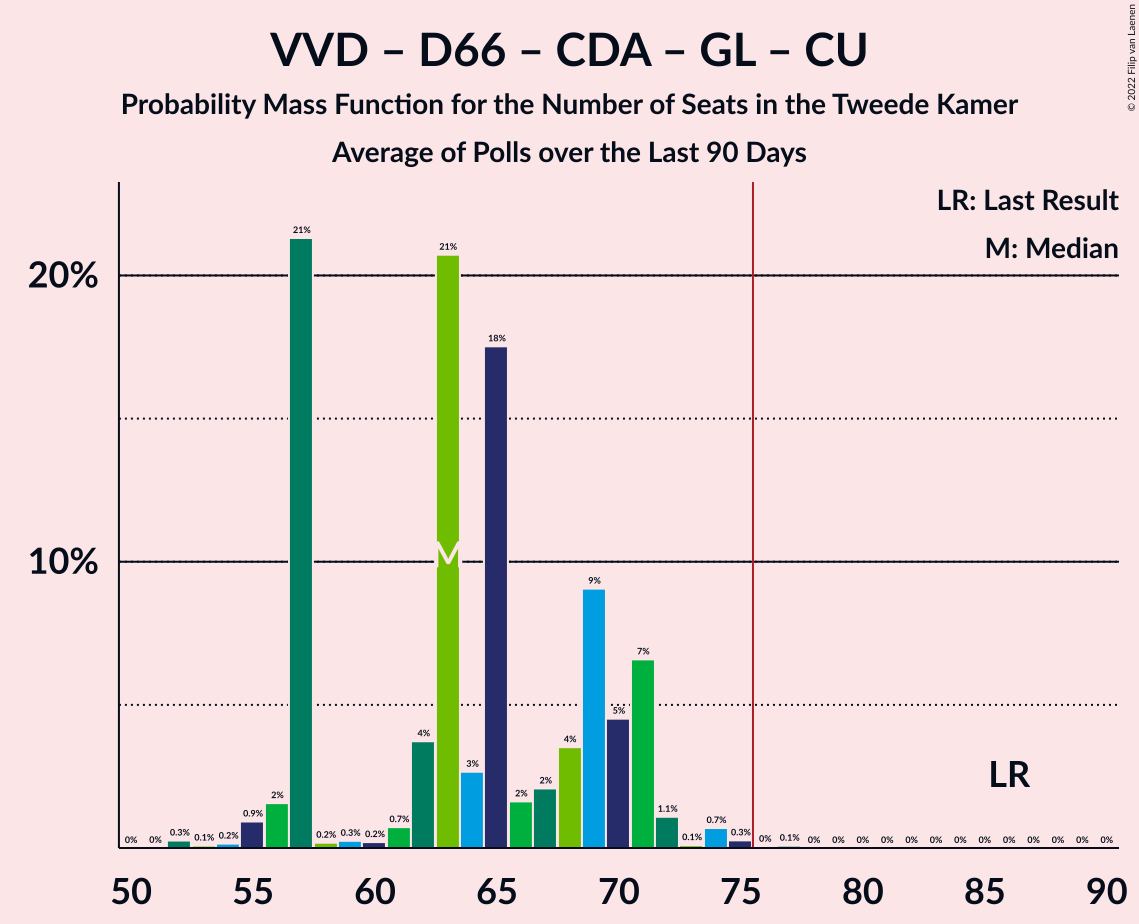 VVD – D66 – CDA – GL – CU
Probability Mass Function for the Number of Seats in the Tweede Kamer
Average of Polls over the Last 90 Days
© 2022 Filip van Laenen
LR: Last Result
M: Median
20%
10%
0% 0% 0.3% 0.1% 0.2% 0.9% 2% 21% 0.2% 0.3% 0.2% 0.7% 4% 21% 3% 18% 2% 2% 4% 9% 5% 7% 1.1% 0.1% 0.7% 0.3% 0% 0.1% 0% 0% 0% 0% 0% 0% 0% 0% 0% 0% 0% 0% 0%
M
LR
50 55 60 65 70 75 80 85 90